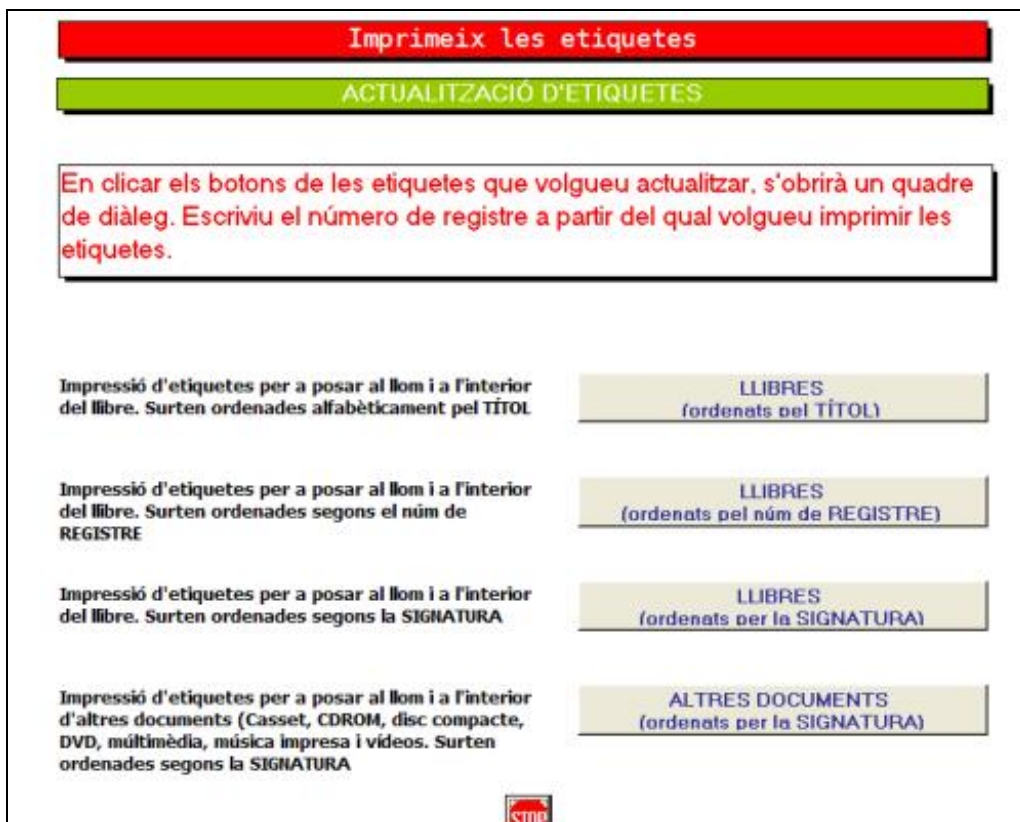 Imprimeix les etiquetes
ACTUALITZACIÓ D'ETIQUETES
En clicar els botons de les etiquetes que volgueu actualitzar, s'obrirà un quadre
de diàleg. Escriviu el número de registre a partir del qual volgueu imprimir les
etiquetes.
Impressió d'etiquetes per a posar al llom i a l'interior
del llibre. Surten ordenades alfabèticament pel TÍTOL
LLIBRES
(ordenats pel TÍTOL)
Impressió d'etiquetes per a posar al llom i a l'interior
del llibre. Surten ordenades segons el núm de
REGISTRE
LLIBRES
(ordenats pel núm de REGISTRE)
Impressió d'etiquetes per a posar al llom i a l'interior
del llibre. Surten ordenades segons la SIGNATURA
LLIBRES
(ordenats per la SIGNATURA)
Impressió d'etiquetes per a posar al llom i a l'interior
d'altres documents (Casset, CDROM, disc compacte,
DVD, múltimèdia, música impresa i vídeos. Surten
ordenades segons la SIGNATURA
ALTRES DOCUMENTS
(ordenats per la SIGNATURA)
STOP